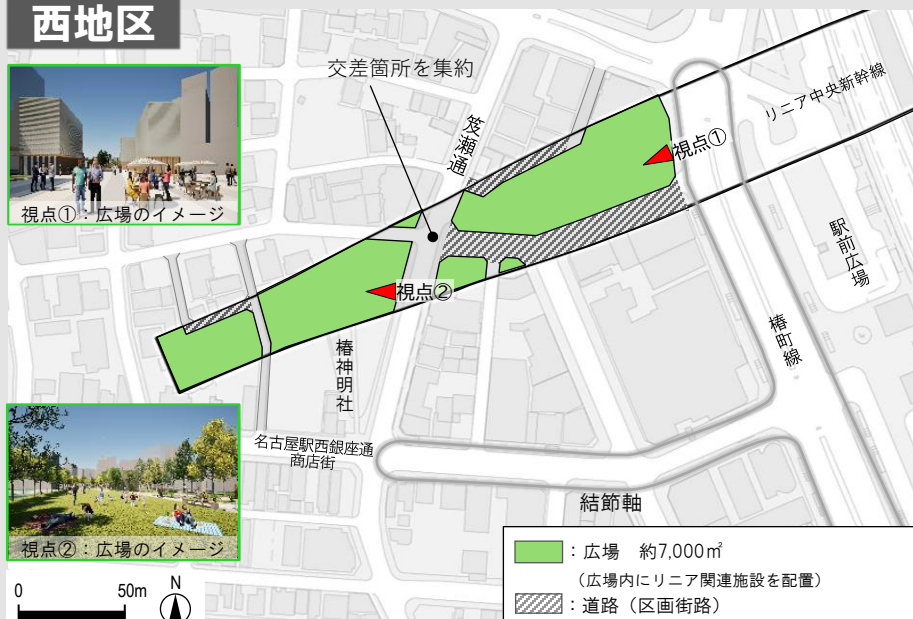 西地区
交差箇所を集約
笈瀬通
リニア中央新幹線
視点①
視点①:広場のイメージ
駅前広場
視点②
椿町線
椿神明社
名古屋駅西銀座通
商店街
視点②:広場のイメージ
結節軸
:広場 約7,000㎡
(広場内にリニア関連施設を配置)
:道路(区画街路)
0 50m
N